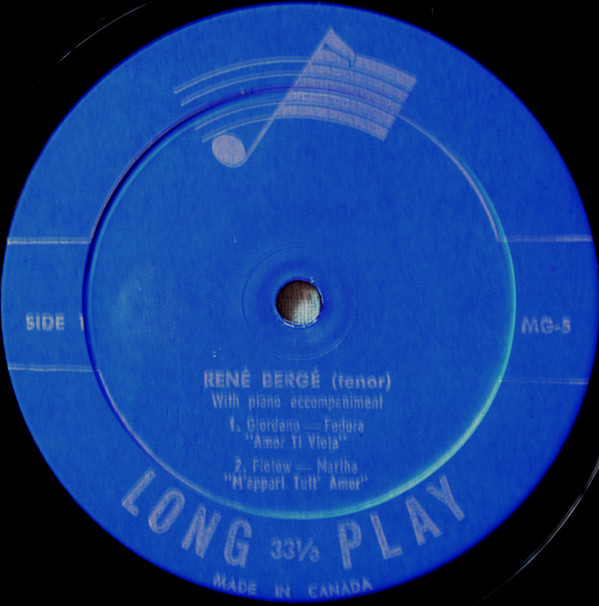 SIDE 1
MG-5
RENÉ BERGÉ (tenor)
With piano accompaniment
1. Giordano — Fedora
"Amor Ti Vieta"
2. Flotow — Martha
"M'appari Tutt' Amor"
LONG 33⅓ PLAY
MADE IN CANADA